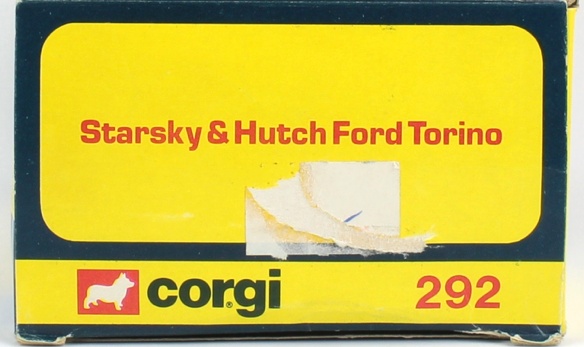 Starsky & Hutch Ford Torino
corgi® 292